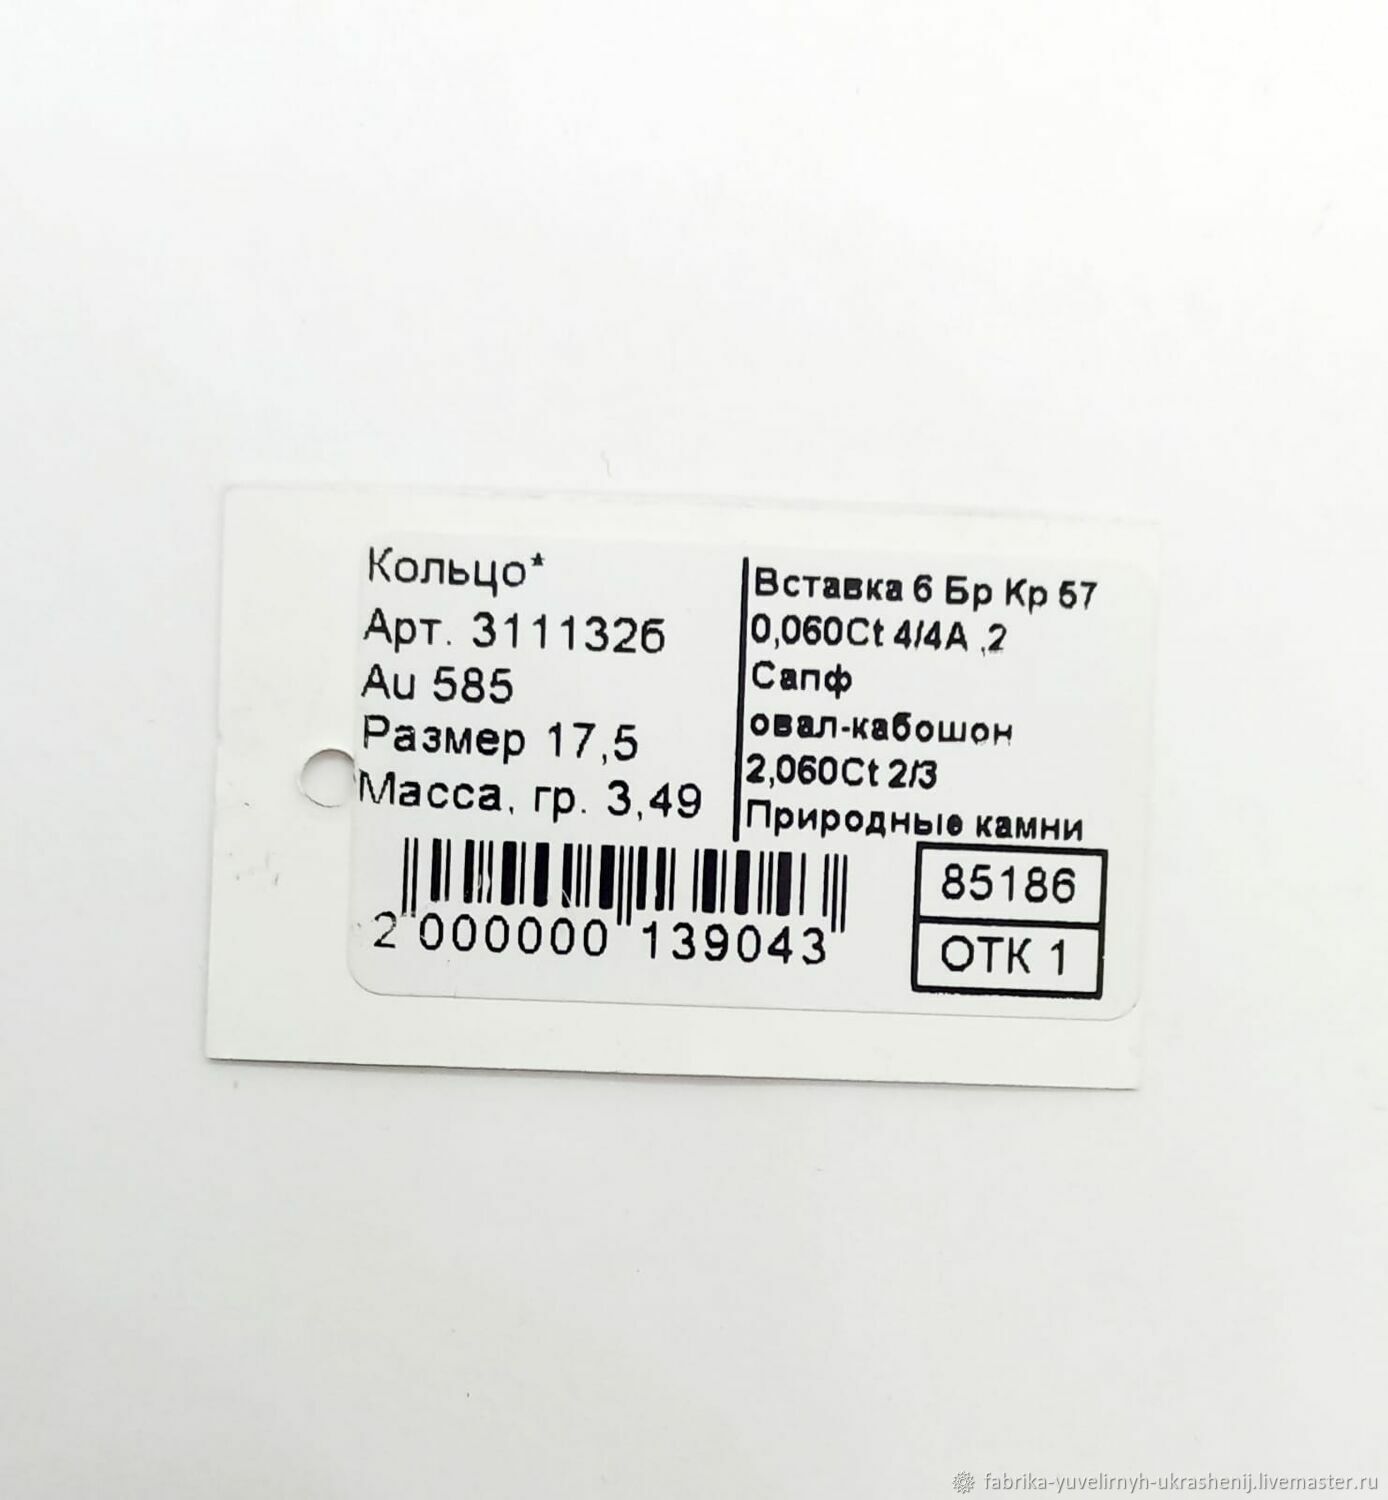 Кольцо*
Арт. 3111326
Au 585
Размер 17,5
Масса, гр. 3,49
Вставка 6 Бр Кр 57
0,060Ct 4/4А ,2
Сапф
овал-кабошон
2,060Ct 2/3
Природные камни
2 000000 139043
85186
ОТК 1
fabrika-yuvelirnyh-ukrashenij.livemaster.ru